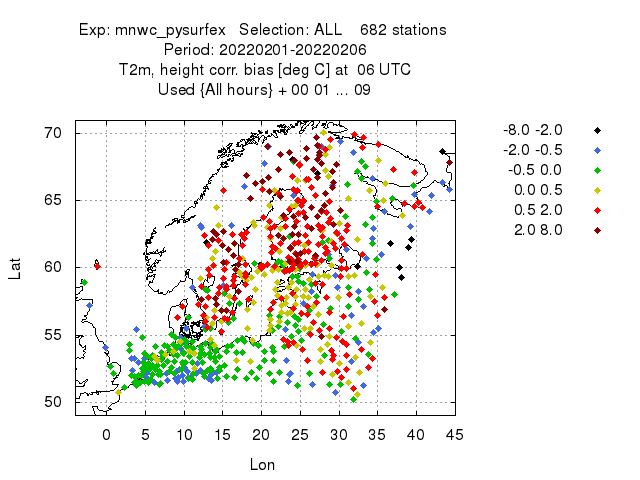 Exp: mnwc_pysurfex   Selection: ALL    682 stations
Period: 20220201-20220206
T2m, height corr. bias [deg C] at  06 UTC
Used {All hours} + 00 01 ... 09
-8.0 -2.0
-2.0 -0.5
-0.5 0.0
0.0 0.5
0.5 2.0
2.0 8.0
70
65
60
55
50
Lat
0 5 10 15 20 25 30 35 40 45
Lon